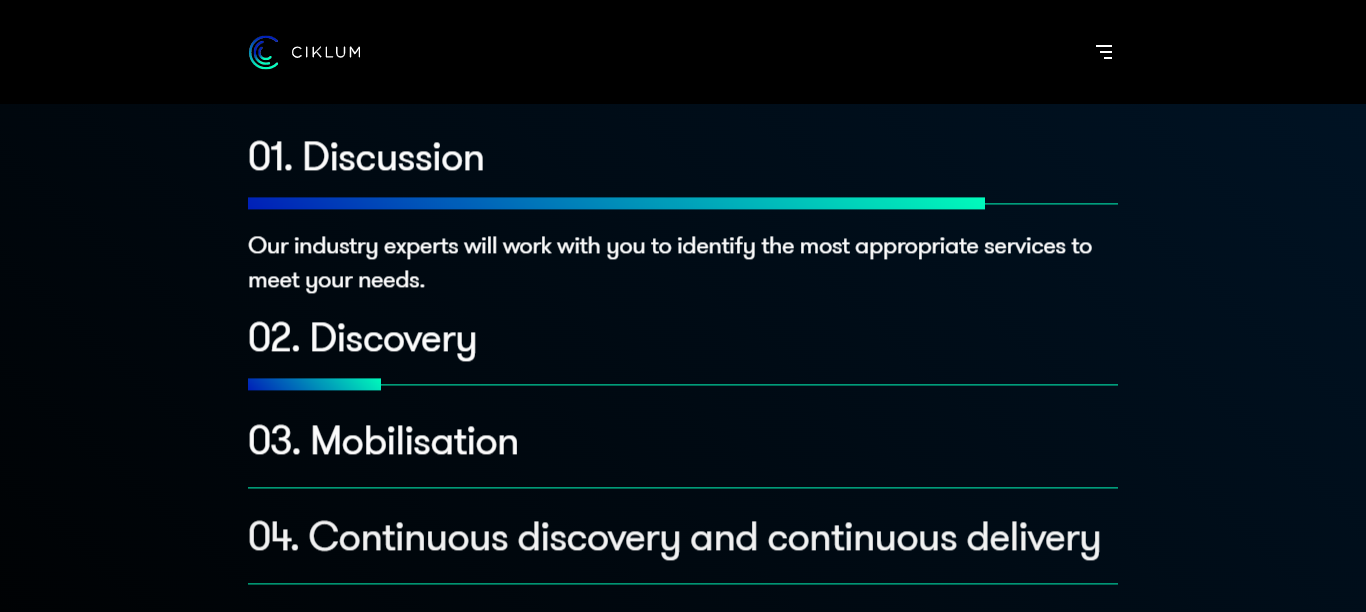 CIKLUM
01. Discussion
Our industry experts will work with you to identify the most appropriate services to
meet your needs.
02. Discovery
03. Mobilisation
04. Continuous discovery and continuous delivery